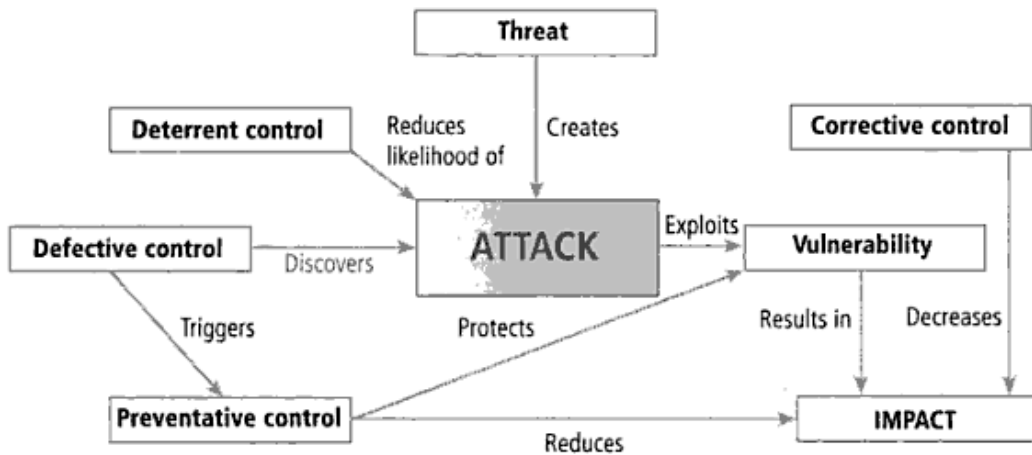 Threat
Deterrent control
Reduces
likelihood of
Creates
Corrective control
Defective control
Discovers
ATTACK
Exploits
Vulnerability
Triggers
Protects
Results in
Decreases
Preventative control
Reduces
IMPACT